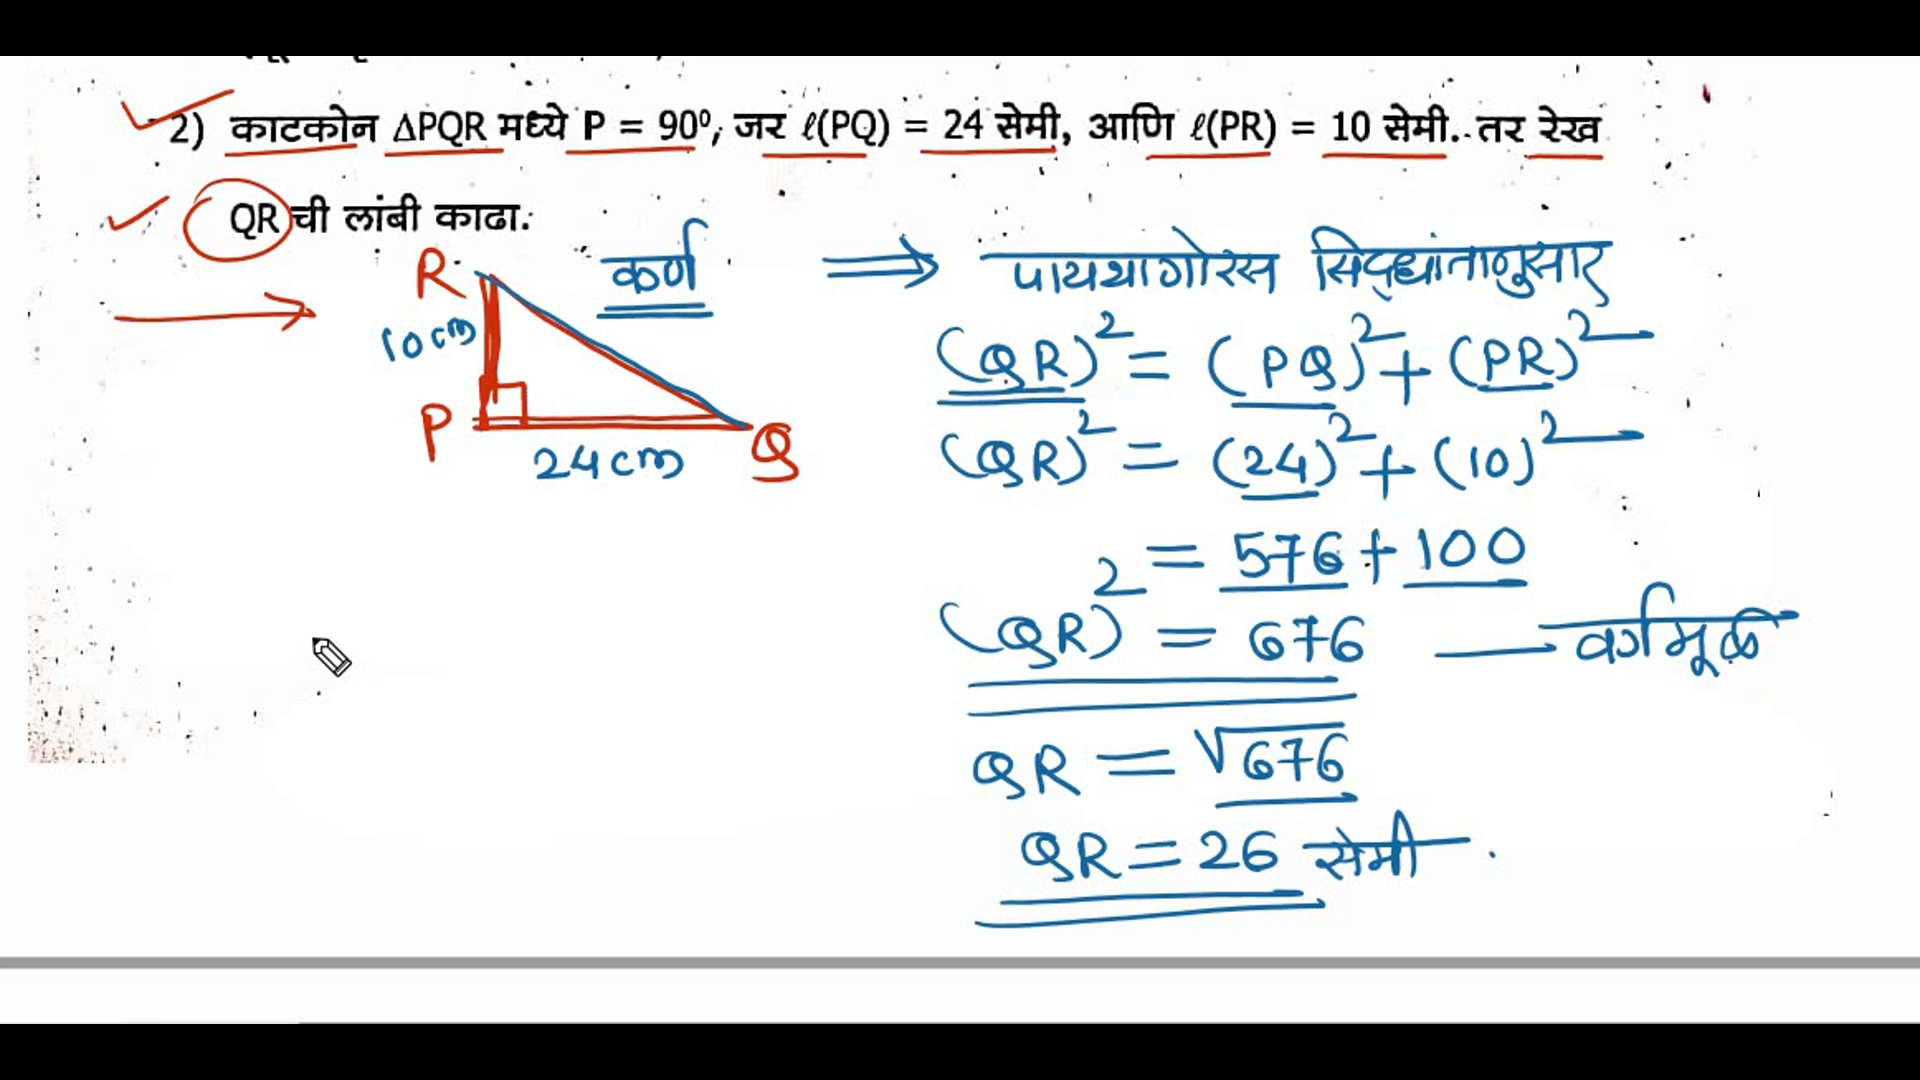 2) काटकोन ΔPQR मध्ये P = 90⁰, जर ℓ(PQ) = 24 सेमी, आणि ℓ(PR) = 10 सेमी. तर रेख
QR ची लांबी काढा.
R
कर्ण
10cm
P
24cm
Q
⇒ पायथागोरस सिद्धांतानुसार
(QR)² = (PQ)² + (PR)²
(QR)² = (24)² + (10)²
= 576 + 100
(QR)² = 676 — वर्गमूळ
QR = √676
QR = 26 सेमी.